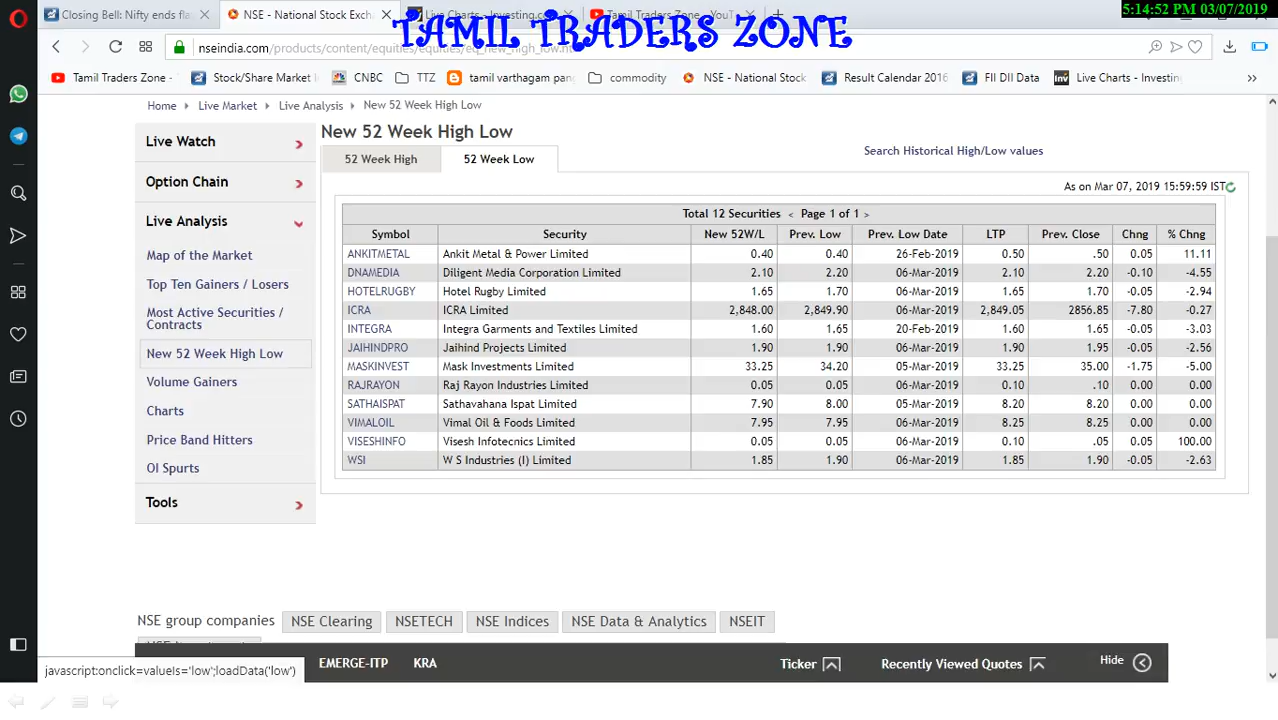 5:14:52 PM 03/07/2019
Closing Bell: Nifty ends fla
NSE - National Stock Exch
Live Charts - Investing.co
Tamil Traders Zone - YouT
TAMIL TRADERS ZONE
nseindia.com/products/content/equities/equities/eq_new_high_low.ht
Tamil Traders Zone - Stock/Share Market I CNBC TTZ tamil varthagam pang commodity NSE - National Stock Result Calendar 2016 FII DII Data Inv Live Charts - Investin
Home Live Market Live Analysis New 52 Week High Low
Live Watch
Option Chain
Live Analysis
Map of the Market
Top Ten Gainers / Losers
Most Active Securities /
Contracts
New 52 Week High Low
Volume Gainers
Charts
Price Band Hitters
OI Spurts
Tools
New 52 Week High Low
52 Week High 52 Week Low
Search Historical High/Low values
As on Mar 07, 2019 15:59:59 IST
Total 12 Securities < Page 1 of 1 >
Symbol Security New 52W/L Prev. Low Prev. Low Date LTP Prev. Close Chng % Chng
ANKITMETAL Ankit Metal & Power Limited 0.40 0.40 26-Feb-2019 0.50 .50 0.05 11.11
DNAMEDIA Diligent Media Corporation Limited 2.10 2.20 06-Mar-2019 2.10 2.20 -0.10 -4.55
HOTELRUGBY Hotel Rugby Limited 1.65 1.70 06-Mar-2019 1.65 1.70 -0.05 -2.94
ICRA ICRA Limited 2,848.00 2,849.90 06-Mar-2019 2,849.05 2856.85 -7.80 -0.27
INTEGRA Integra Garments and Textiles Limited 1.60 1.65 20-Feb-2019 1.60 1.65 -0.05 -3.03
JAIHINDPRO Jaihind Projects Limited 1.90 1.90 06-Mar-2019 1.90 1.95 -0.05 -2.56
MASKINVEST Mask Investments Limited 33.25 34.20 05-Mar-2019 33.25 35.00 -1.75 -5.00
RAJRAYON Raj Rayon Industries Limited 0.05 0.05 06-Mar-2019 0.10 .10 0.00 0.00
SATHAISPAT Sathavahana Ispat Limited 7.90 8.00 05-Mar-2019 8.20 8.20 0.00 0.00
VIMALOIL Vimal Oil & Foods Limited 7.95 7.95 06-Mar-2019 8.25 8.25 0.00 0.00
VISESHINFO Visesh Infotecnics Limited 0.05 0.05 06-Mar-2019 0.10 .05 0.05 100.00
WSI W S Industries (I) Limited 1.85 1.90 06-Mar-2019 1.85 1.90 -0.05 -2.63
NSE group companies NSE Clearing NSETECH NSE Indices NSE Data & Analytics NSEIT
EMERGE-ITP KRA Ticker Recently Viewed Quotes Hide
javascript:onclick=valueIs='low';loadData('low')